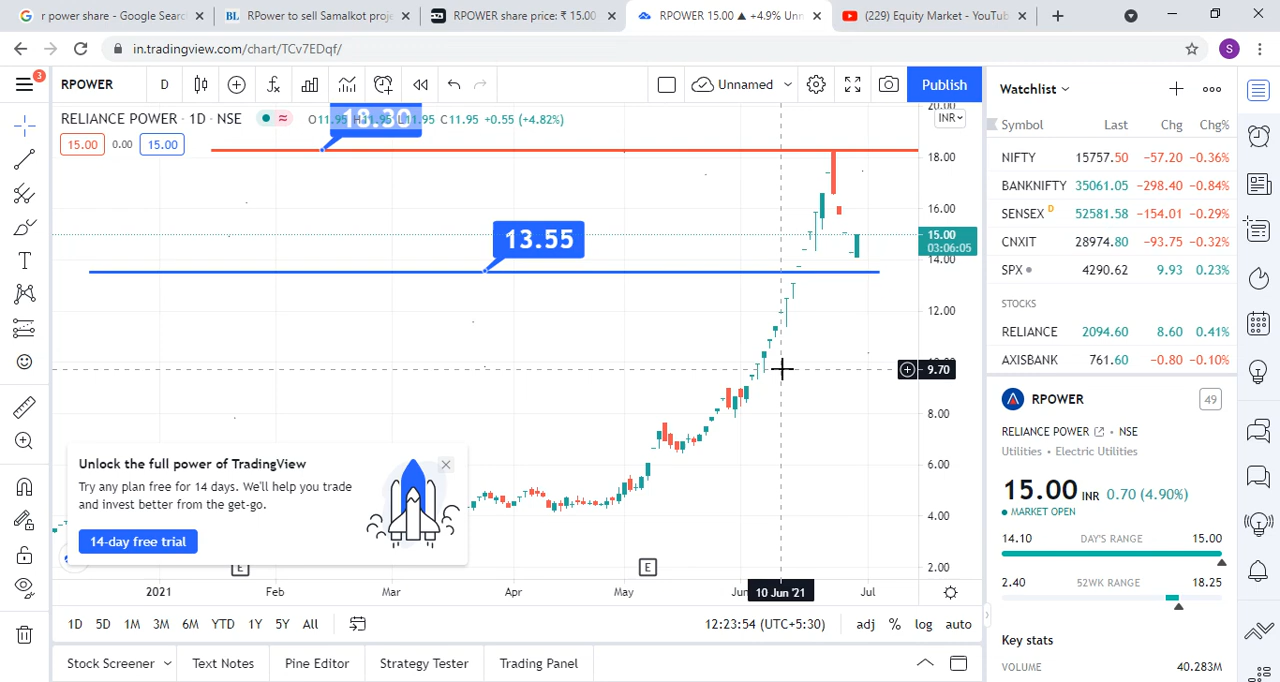 r power share - Google Searc
RPower to sell Samalkot proje
RPOWER share price: ₹ 15.00
RPOWER 15.00 ▲ +4.9% Unn
(229) Equity Market - YouTub
in.tradingview.com/chart/TCv7EDqf/
S
3
RPOWER
D
Unnamed
Publish
RELIANCE POWER · 1D · NSE
O11.95 H11.95 L11.95 C11.95 +0.55 (+4.82%)
15.00 0.00 15.00
13.55
20.00
INR
18.00
16.00
15.00
03:06:05
14.00
12.00
10.00
9.70
8.00
6.00
4.00
2.00
Unlock the full power of TradingView
Try any plan free for 14 days. We'll help you trade
and invest better from the get-go.
14-day free trial
E
E
2021 Feb Mar Apr May Jun 10 Jun '21 Jul
1D 5D 1M 3M 6M YTD 1Y 5Y All
12:23:54 (UTC+5:30) adj % log auto
Stock Screener Text Notes Pine Editor Strategy Tester Trading Panel
Watchlist
Symbol Last Chg Chg%
NIFTY 15757.50 −57.20 −0.36%
BANKNIFTY 35061.05 −298.40 −0.84%
SENSEX D 52581.58 −154.01 −0.29%
CNXIT 28974.80 −93.75 −0.32%
SPX 4290.62 9.93 0.23%
STOCKS
RELIANCE 2094.60 8.60 0.41%
AXISBANK 761.60 −0.80 −0.10%
RPOWER
49
RELIANCE POWER • NSE
Utilities • Electric Utilities
15.00 INR 0.70 (4.90%)
MARKET OPEN
14.10 DAY'S RANGE 15.00
2.40 52WK RANGE 18.25
Key stats
VOLUME 40.283M